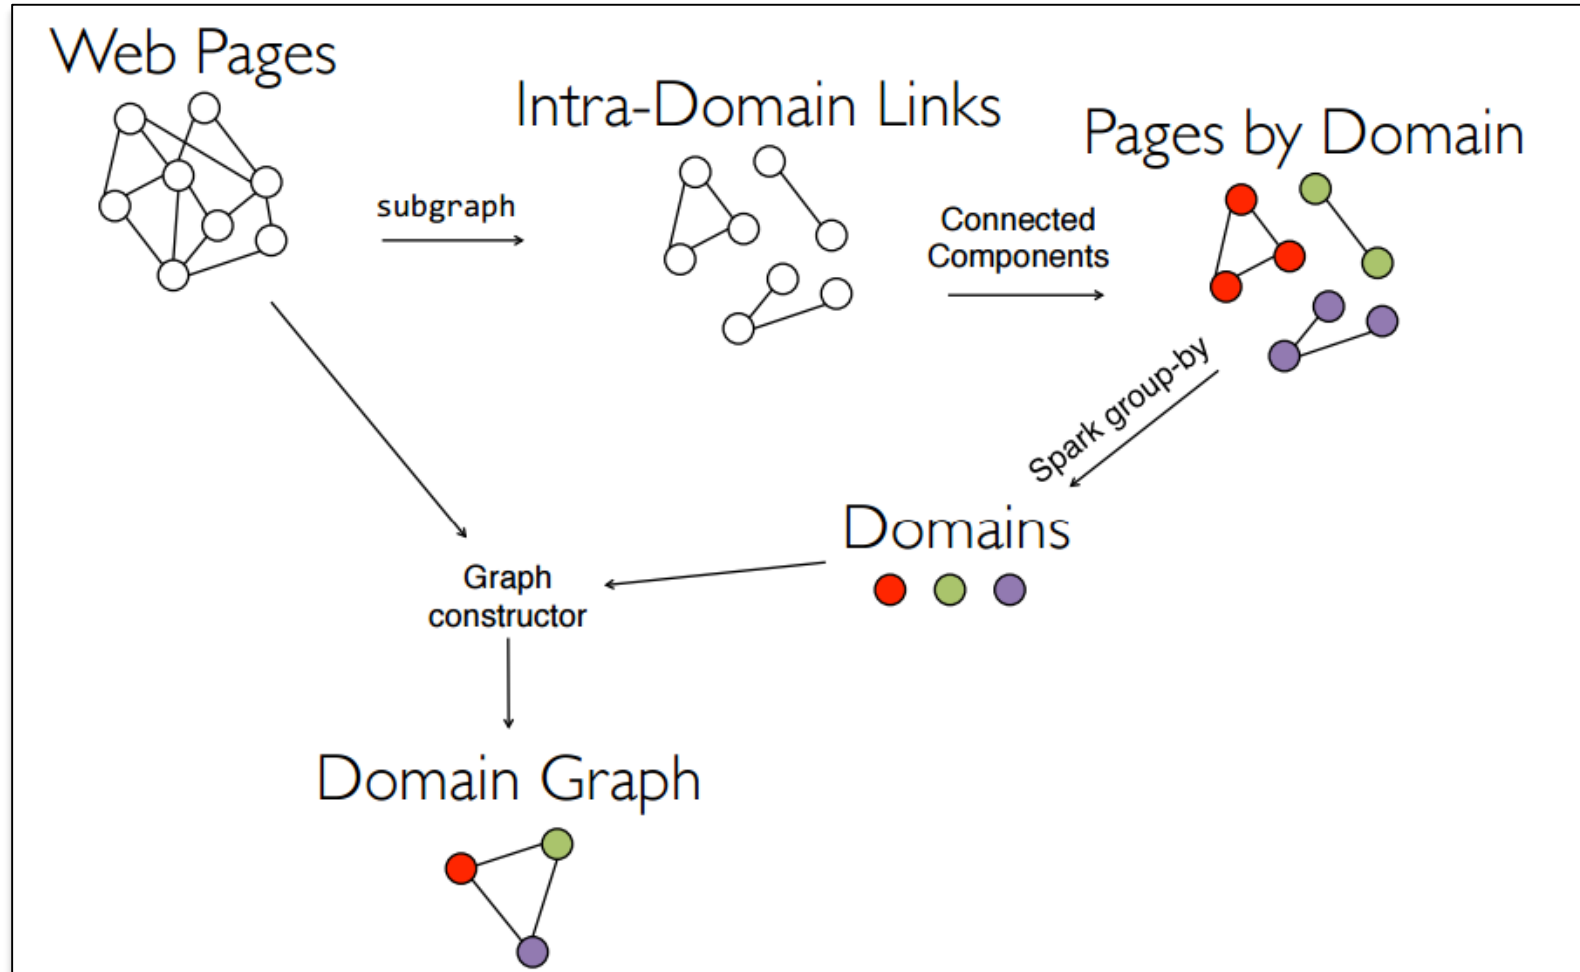 Web Pages
Intra-Domain Links
Pages by Domain
subgraph
Connected
Components
Spark group-by
Domains
Graph
constructor
Domain Graph